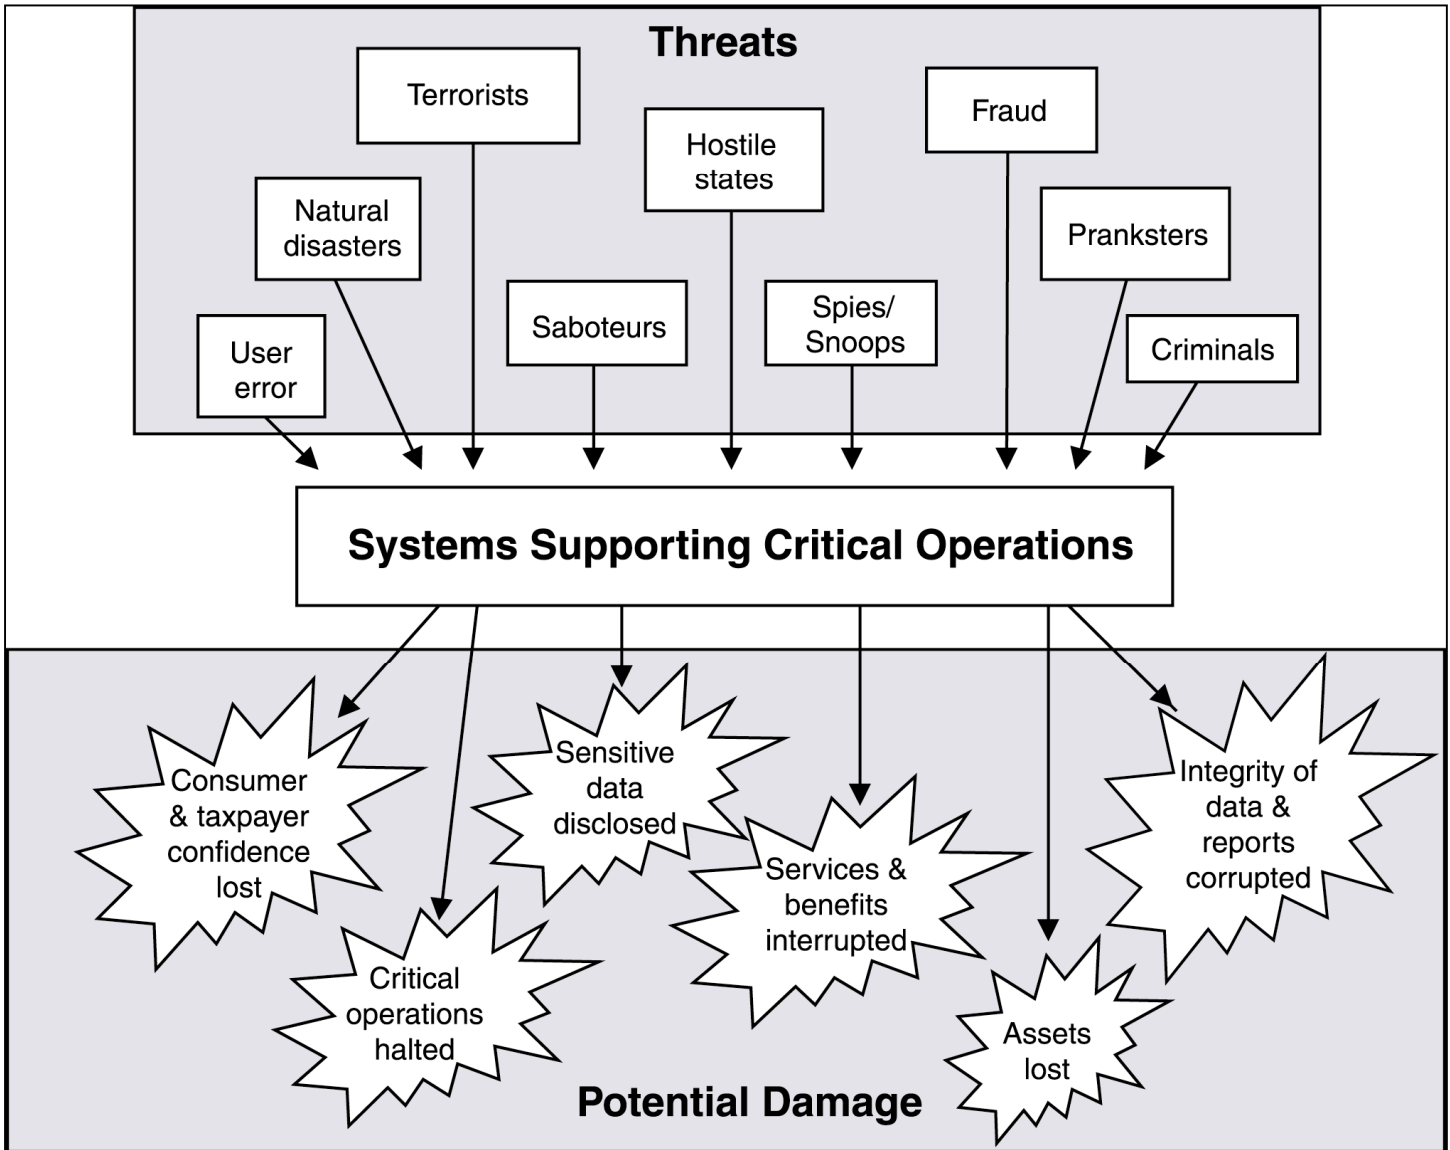 Threats
Terrorists
Fraud
Hostile
states
Natural
disasters
Pranksters
Saboteurs
Spies/
Snoops
User
error
Criminals
Systems Supporting Critical Operations
Consumer
& taxpayer
confidence
lost
Sensitive
data
disclosed
Integrity of
data &
reports
corrupted
Services &
benefits
interrupted
Critical
operations
halted
Assets
lost
Potential Damage